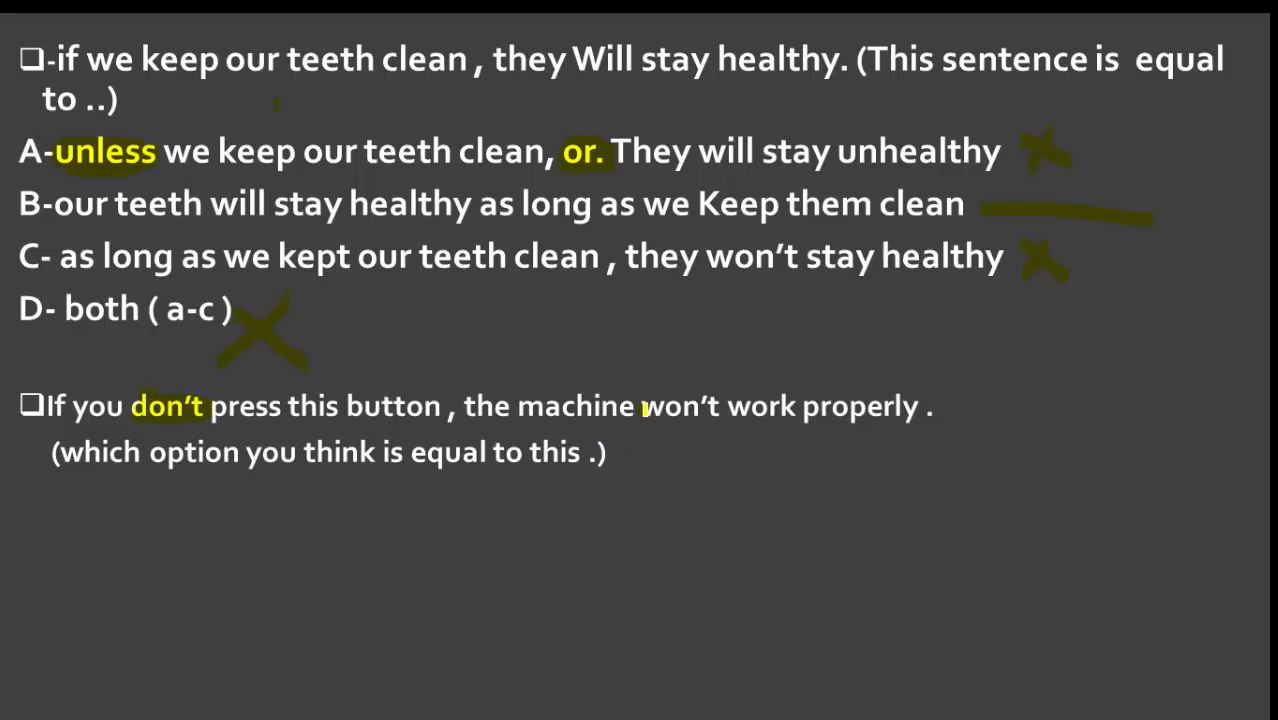 ❑-if we keep our teeth clean , they Will stay healthy. (This sentence is equal
to ..)
A-unless we keep our teeth clean, or. They will stay unhealthy
B-our teeth will stay healthy as long as we Keep them clean
C- as long as we kept our teeth clean , they won’t stay healthy
D- both ( a-c )
❑If you don’t press this button , the machine won’t work properly .
(which option you think is equal to this .)